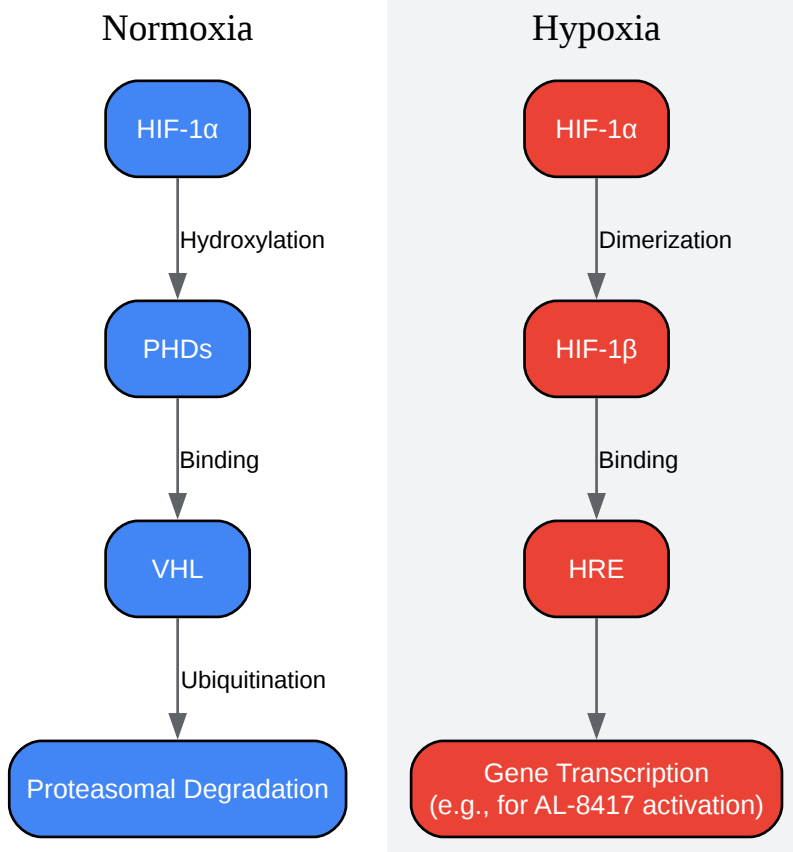 Normoxia
HIF-1α
Hydroxylation
PHDs
Binding
VHL
Ubiquitination
Proteasomal Degradation
Hypoxia
HIF-1α
Dimerization
HIF-1β
Binding
HRE
Gene Transcription
(e.g., for AL-8417 activation)